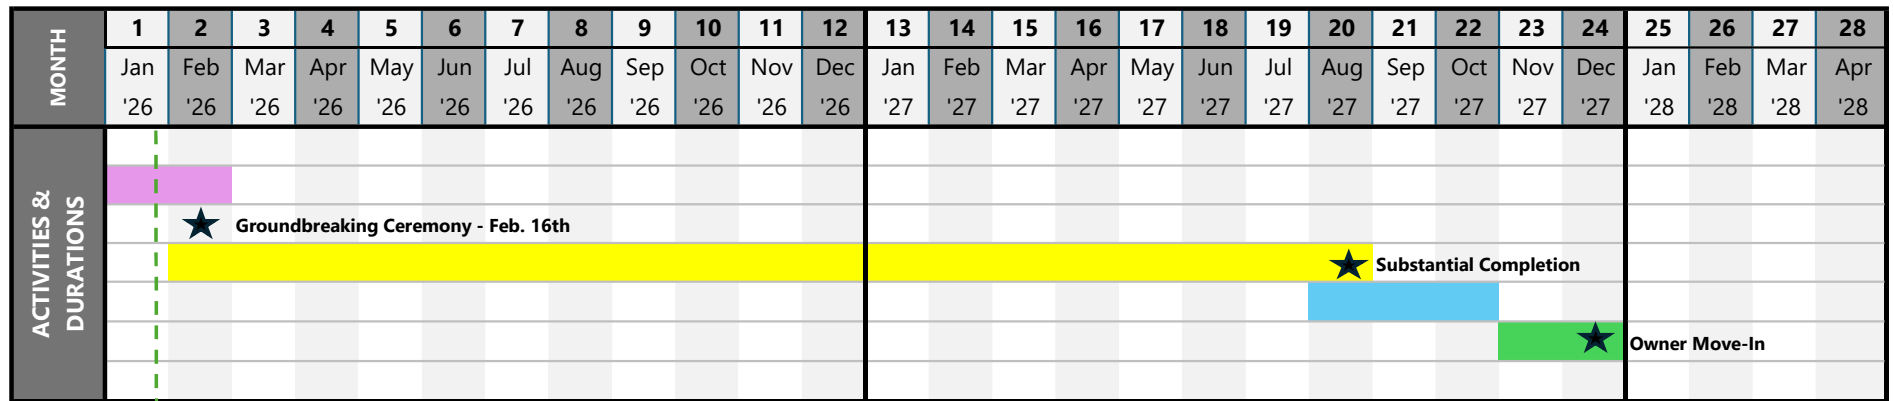 MONTH
1 2 3 4 5 6 7 8 9 10 11 12 13 14 15 16 17 18 19 20 21 22 23 24 25 26 27 28
Jan Feb Mar Apr May Jun Jul Aug Sep Oct Nov Dec Jan Feb Mar Apr May Jun Jul Aug Sep Oct Nov Dec Jan Feb Mar Apr
'26 '26 '26 '26 '26 '26 '26 '26 '26 '26 '26 '26 '27 '27 '27 '27 '27 '27 '27 '27 '27 '27 '27 '27 '28 '28 '28 '28
ACTIVITIES &
DURATIONS
Groundbreaking Ceremony - Feb. 16th
Substantial Completion
Owner Move-In